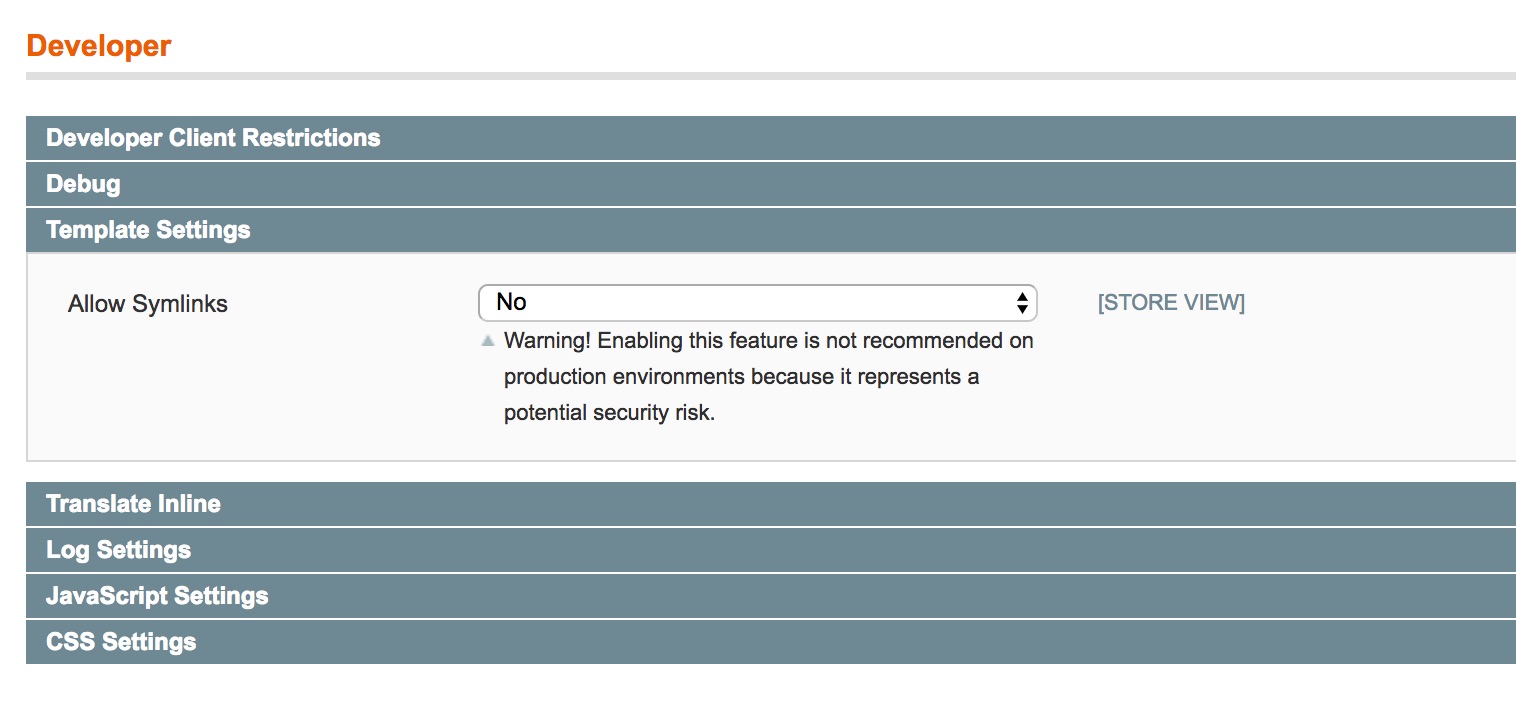 Developer
Developer Client Restrictions
Debug
Template Settings
Allow Symlinks
No
[STORE VIEW]
Warning! Enabling this feature is not recommended on
production environments because it represents a
potential security risk.
Translate Inline
Log Settings
JavaScript Settings
CSS Settings